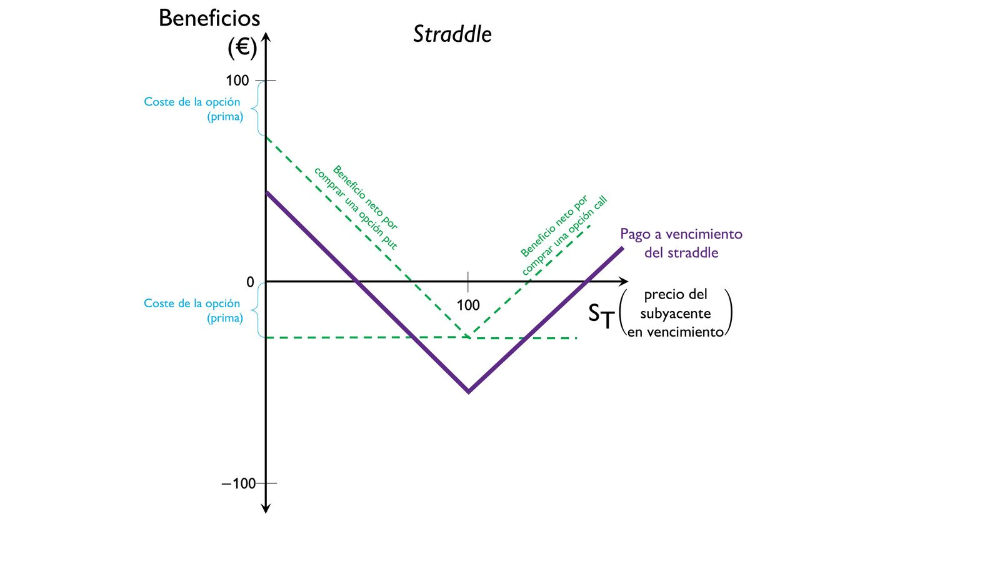 Beneficios
(€)
Straddle
100
Coste de la opción
(prima)
Beneficio neto por
comprar una opción put
Beneficio neto por
comprar una opción call
Pago a vencimiento
del straddle
0
100
Coste de la opción
(prima)
S_T
precio del
subyacente
en vencimiento
−100